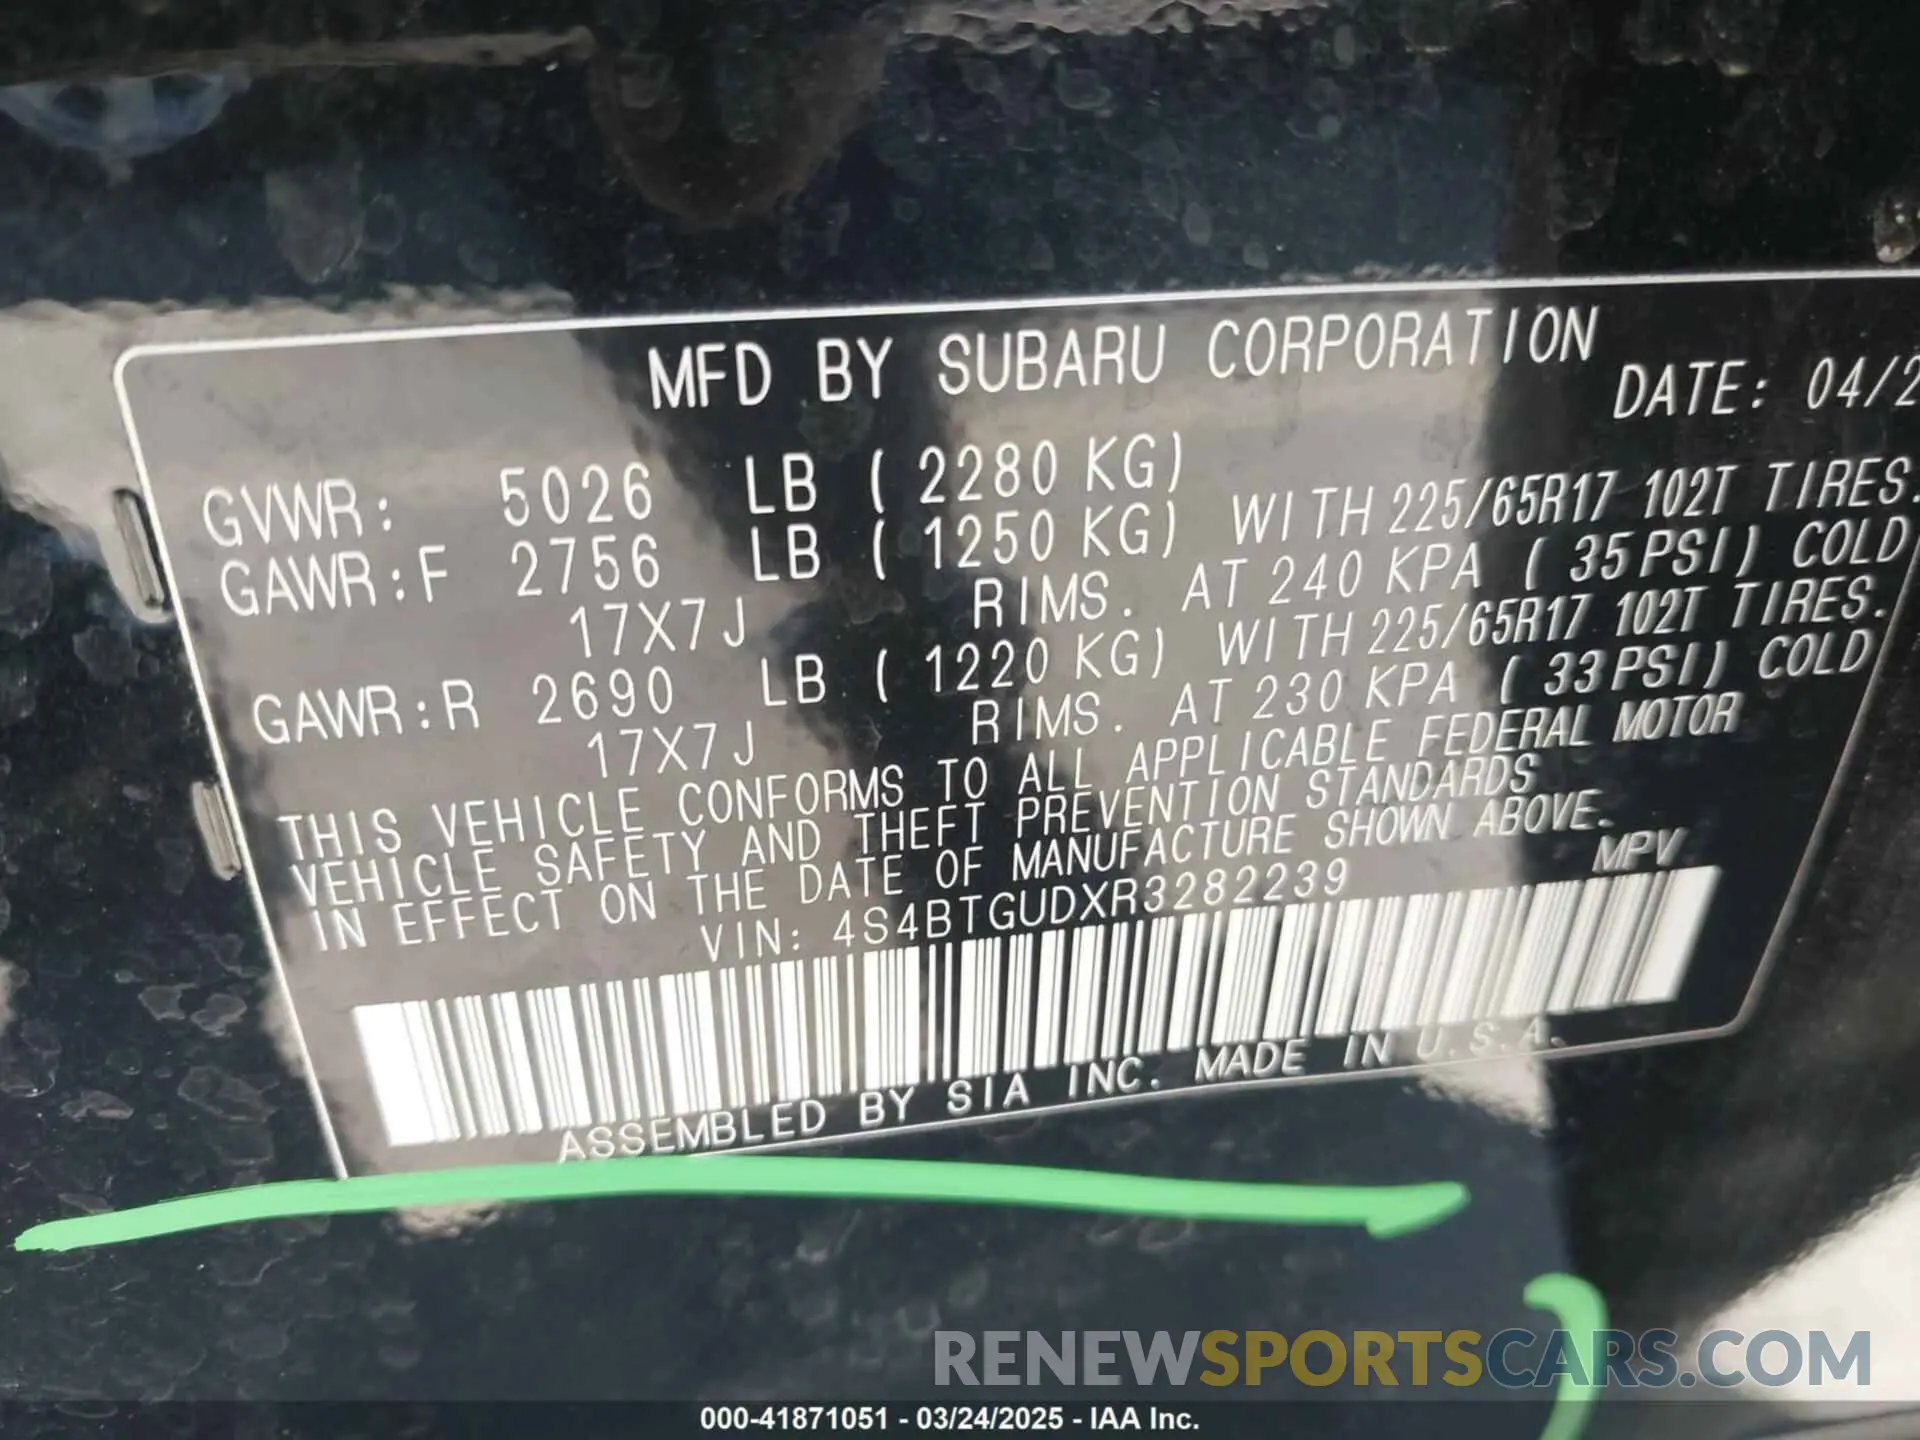 MFD BY SUBARU CORPORATION
DATE: 04/2
GVWR: 5026 LB ( 2280 KG)
GAWR:F 2756 LB ( 1250 KG) WITH 225/65R17 102T TIRES.
17X7J RIMS. AT 240 KPA ( 35PSI) COLD
GAWR:R 2690 LB ( 1220 KG) WITH 225/65R17 102T TIRES.
17X7J RIMS. AT 230 KPA ( 33PSI) COLD
THIS VEHICLE CONFORMS TO ALL APPLICABLE FEDERAL MOTOR
VEHICLE SAFETY AND THEFT PREVENTION STANDARDS
IN EFFECT ON THE DATE OF MANUFACTURE SHOWN ABOVE.
VIN: 4S4BTGUDXR3282239 MPV
ASSEMBLED BY SIA INC. MADE IN U.S.A.
RENEWSPORTSCARS.COM
000-41871051 - 03/24/2025 - IAA Inc.